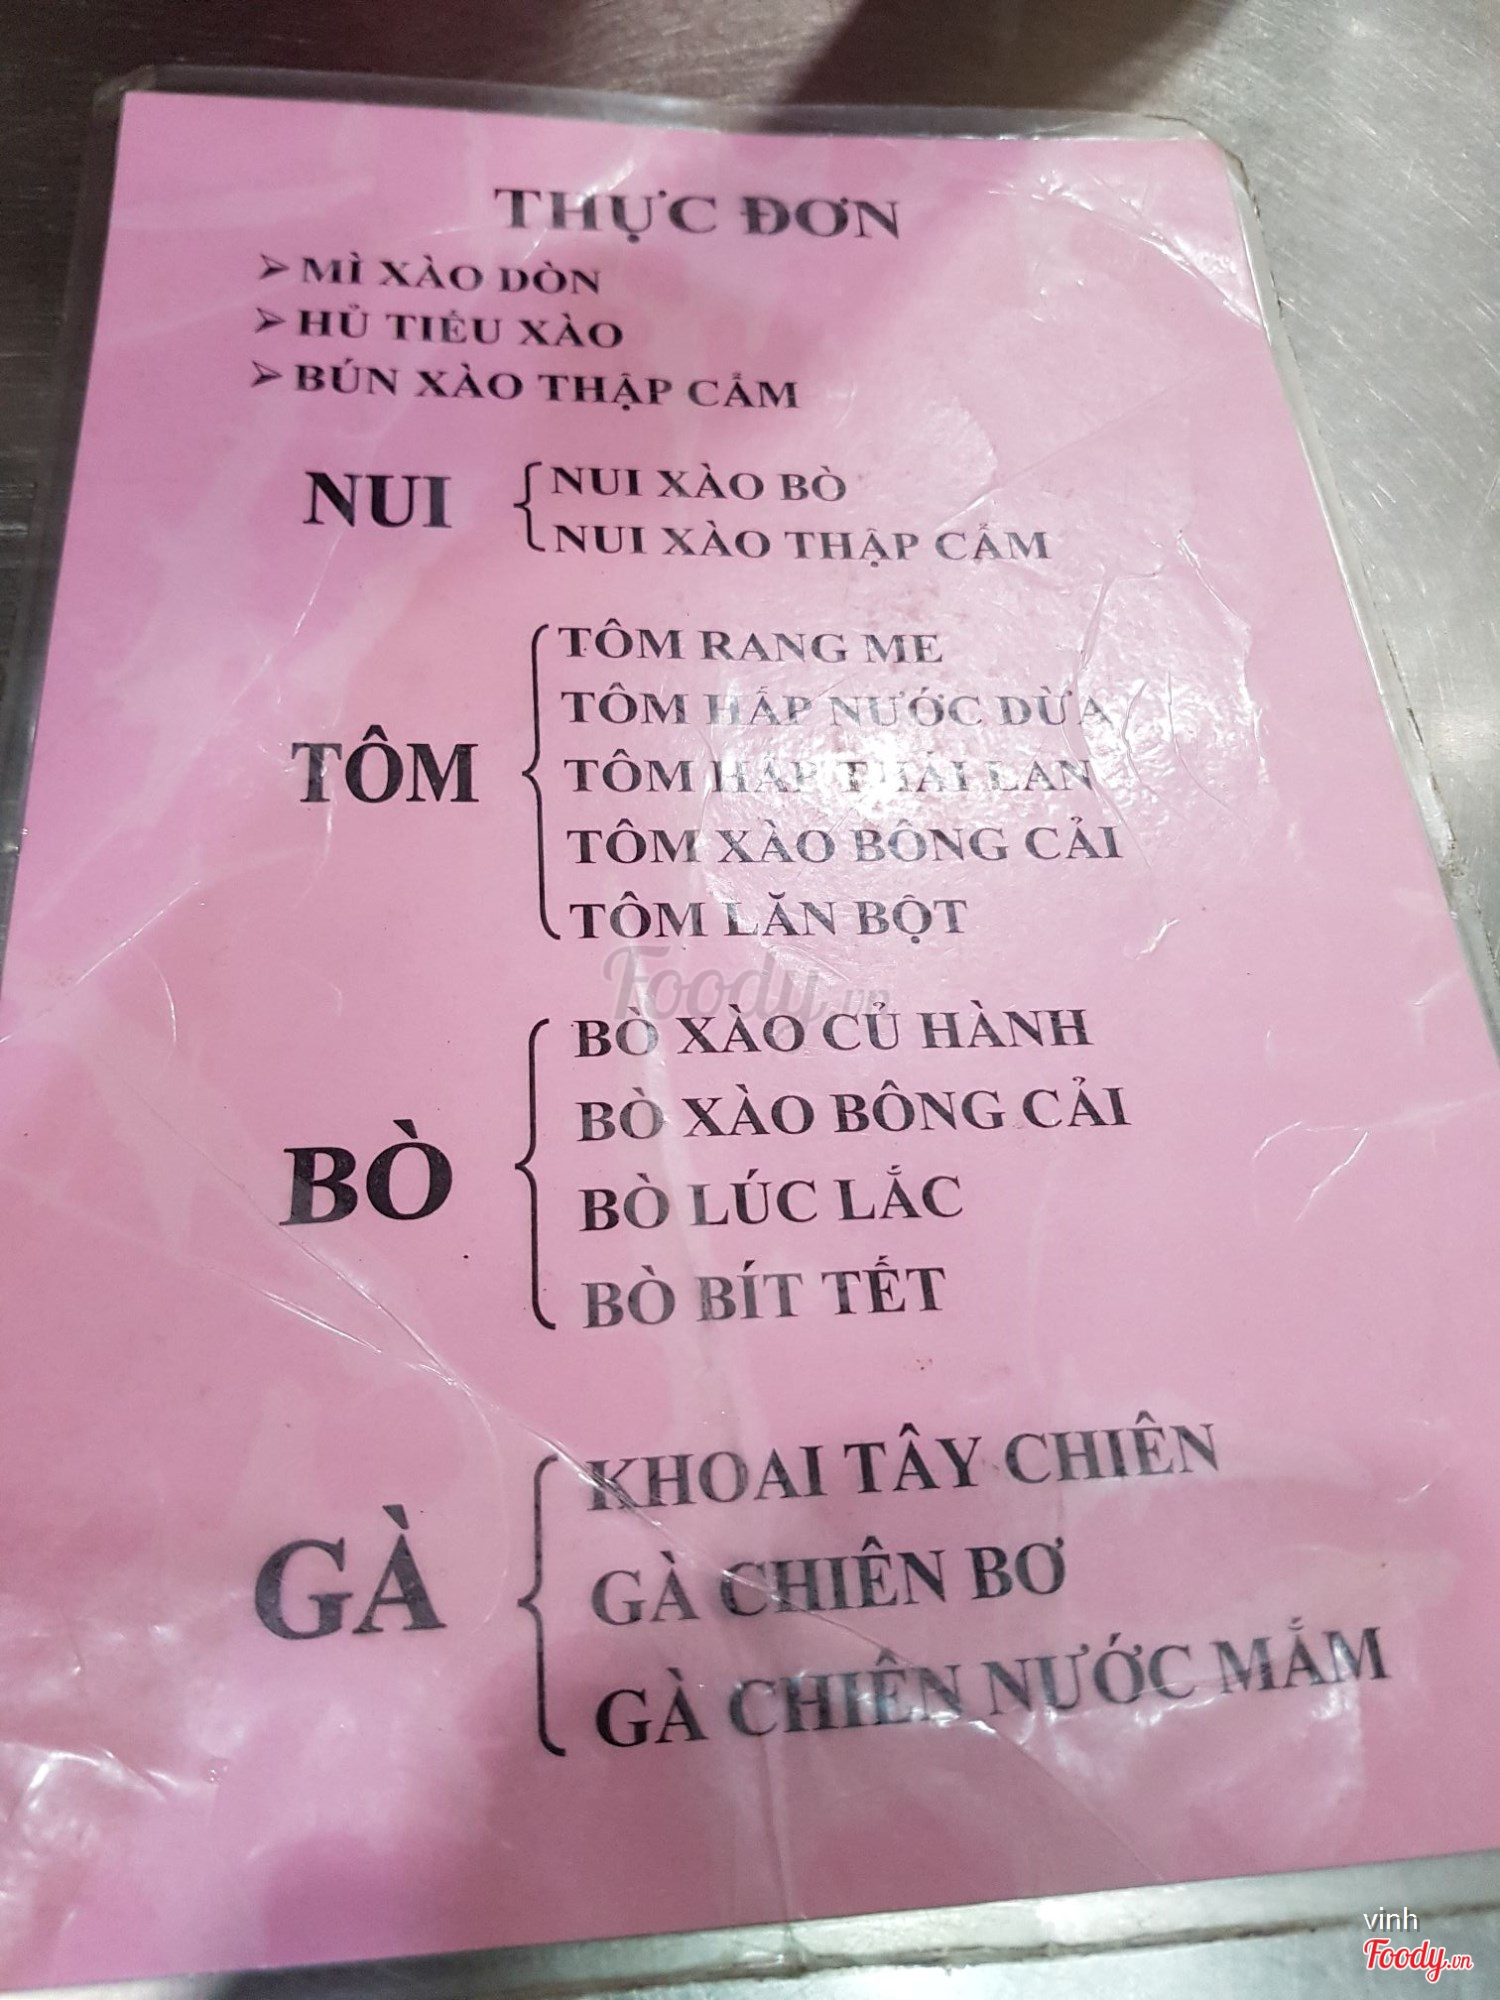 THỰC ĐƠN
➢ MÌ XÀO DÒN
➢ HỦ TIẾU XÀO
➢ BÚN XÀO THẬP CẨM
NUI
NUI XÀO BÒ
NUI XÀO THẬP CẨM
TÔM
TÔM RANG ME
TÔM HẤP NƯỚC DỪA
TÔM HẤP THÁI LAN
TÔM XÀO BÔNG CẢI
TÔM LĂN BỘT
Foody.vn
BÒ
BÒ XÀO CỦ HÀNH
BÒ XÀO BÔNG CẢI
BÒ LÚC LẮC
BÒ BÍT TẾT
GÀ
KHOAI TÂY CHIÊN
GÀ CHIÊN BƠ
GÀ CHIÊN NƯỚC MẮM
vinh
Foody.vn